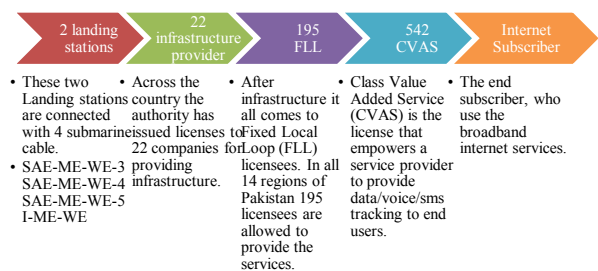 2 landing
stations
22
infrastructure
provider
195
FLL
542
CVAS
Internet
Subscriber
• These two
Landing stations
are connected
with 4 submarine
cable.
• SAE-ME-WE-3
SAE-ME-WE-4
SAE-ME-WE-5
I-ME-WE
• Across the
country the
authority has
issued licenses to
22 companies for
providing
infrastructure.
• After
infrastructure it
all comes to
Fixed Local
Loop (FLL)
licensees. In all
14 regions of
Pakistan 195
licensees are
allowed to
provide the
services.
• Class Value
Added Service
(CVAS) is the
license that
empowers a
service provider
to provide
data/voice/sms
tracking to end
users.
• The end
subscriber, who
use the
broadband
internet services.